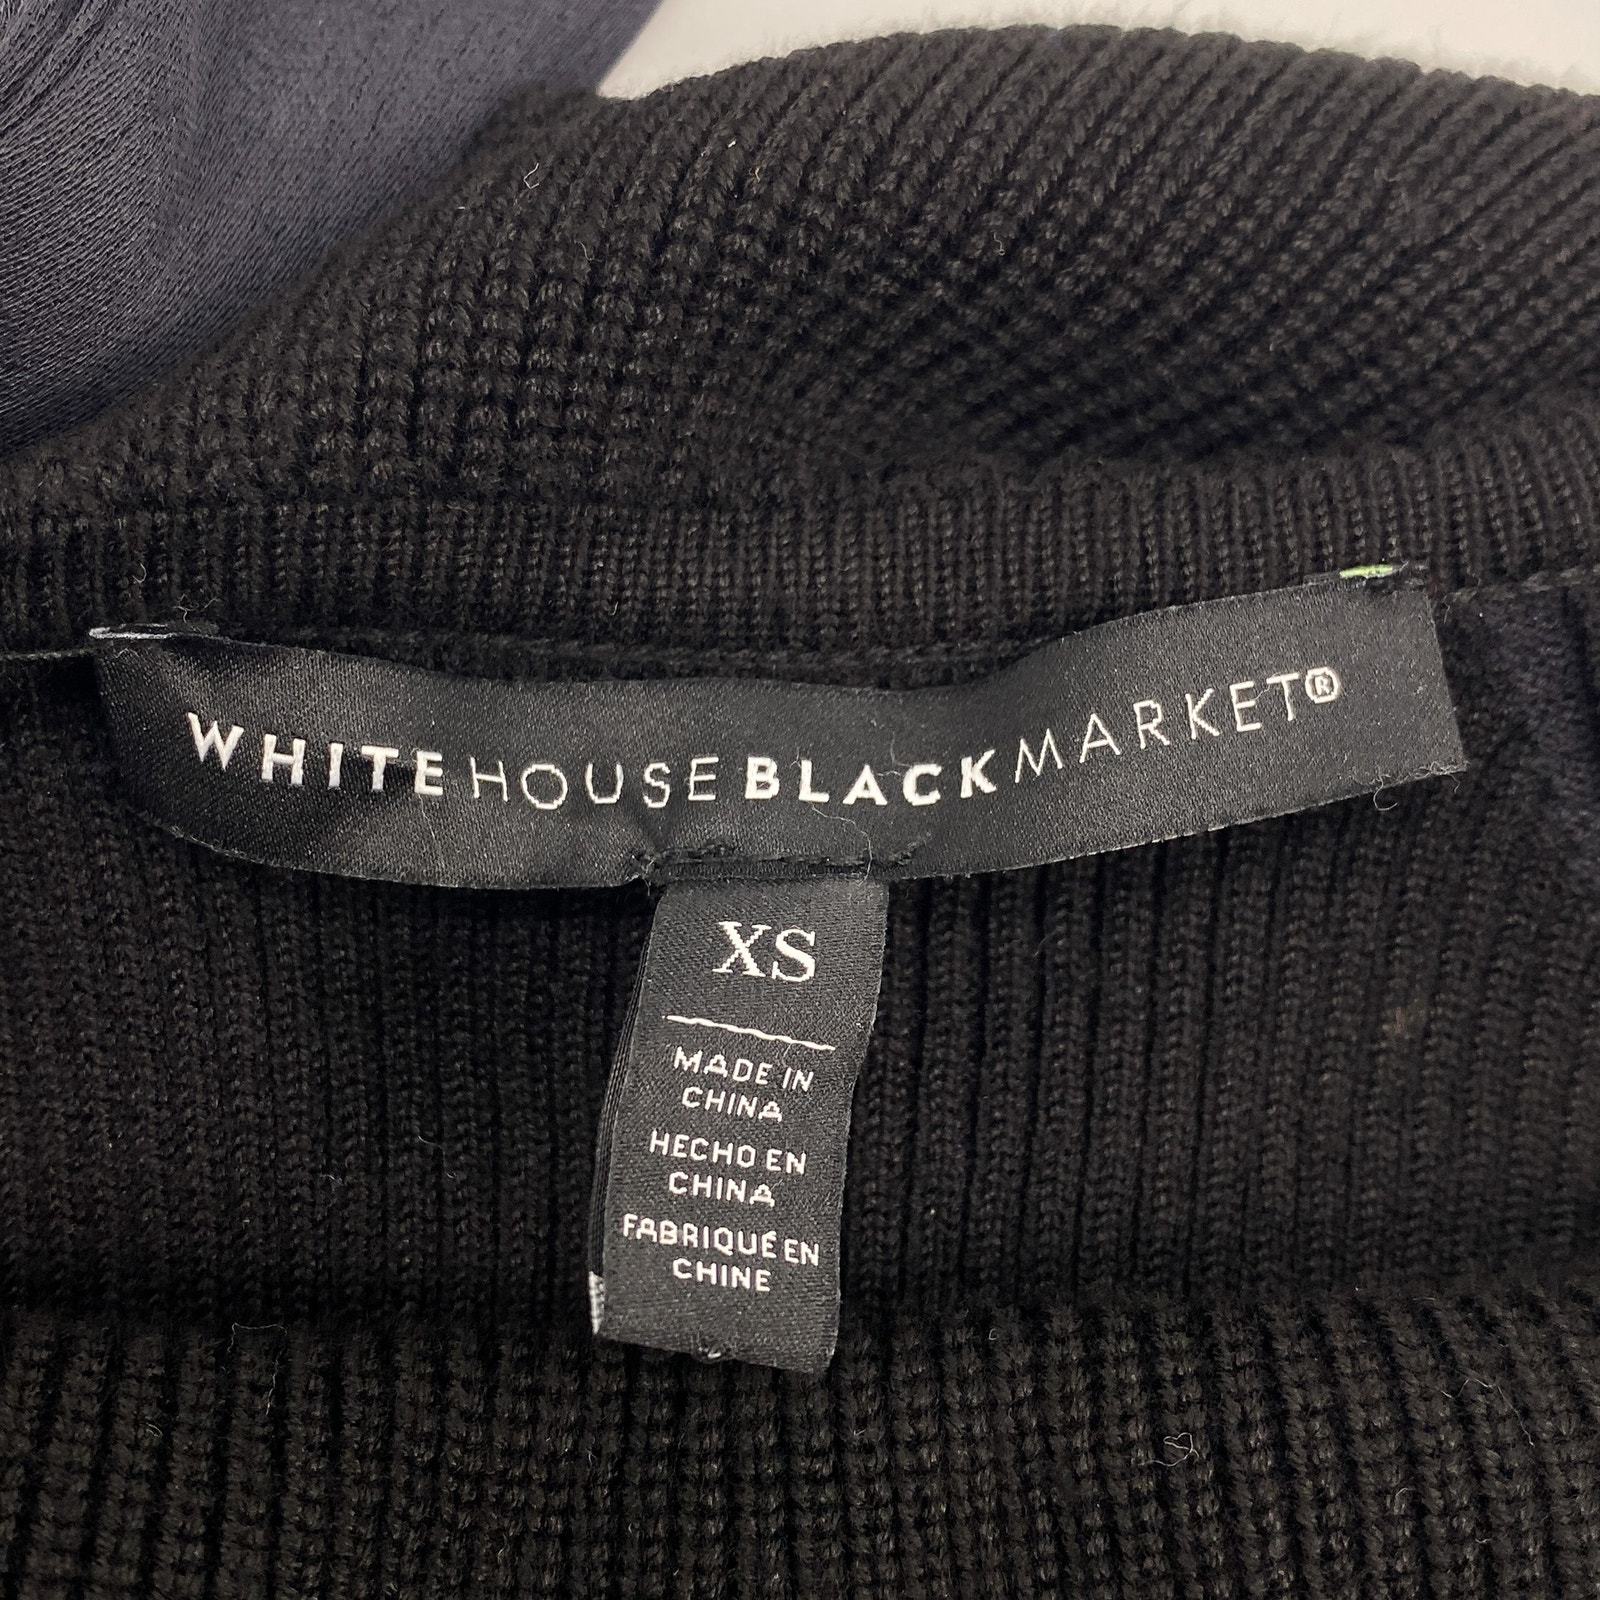 WHITEHOUSEBLACKMARKET®
XS
MADE IN
CHINA
HECHO EN
CHINA
FABRIQUÉ EN
CHINE